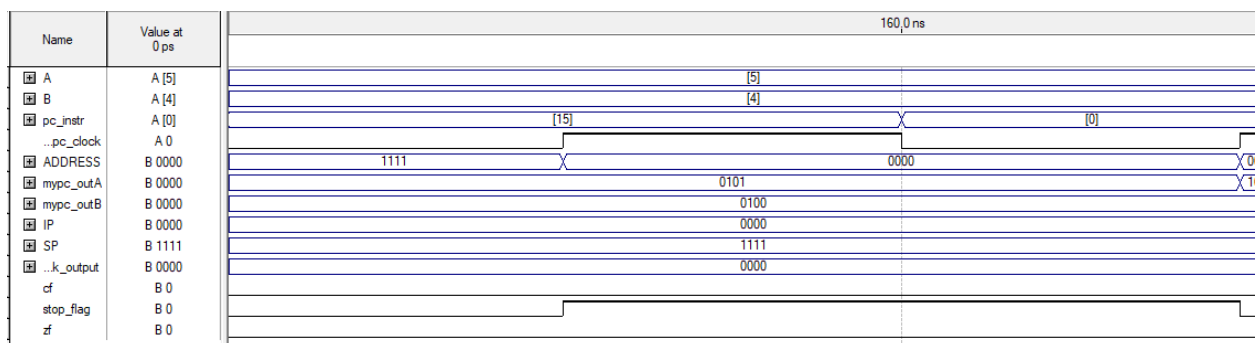 Name Value at 0 ps 160,0 ns
A A [5] [5]
B A [4] [4]
pc_instr A [0] [15] [0]
...pc_clock A 0
ADDRESS B 0000 1111 0000
mypc_outA B 0000 0101
mypc_outB B 0000 0100
IP B 0000 0000
SP B 1111 1111
...k_output B 0000 0000
cf B 0
stop_flag B 0
zf B 0